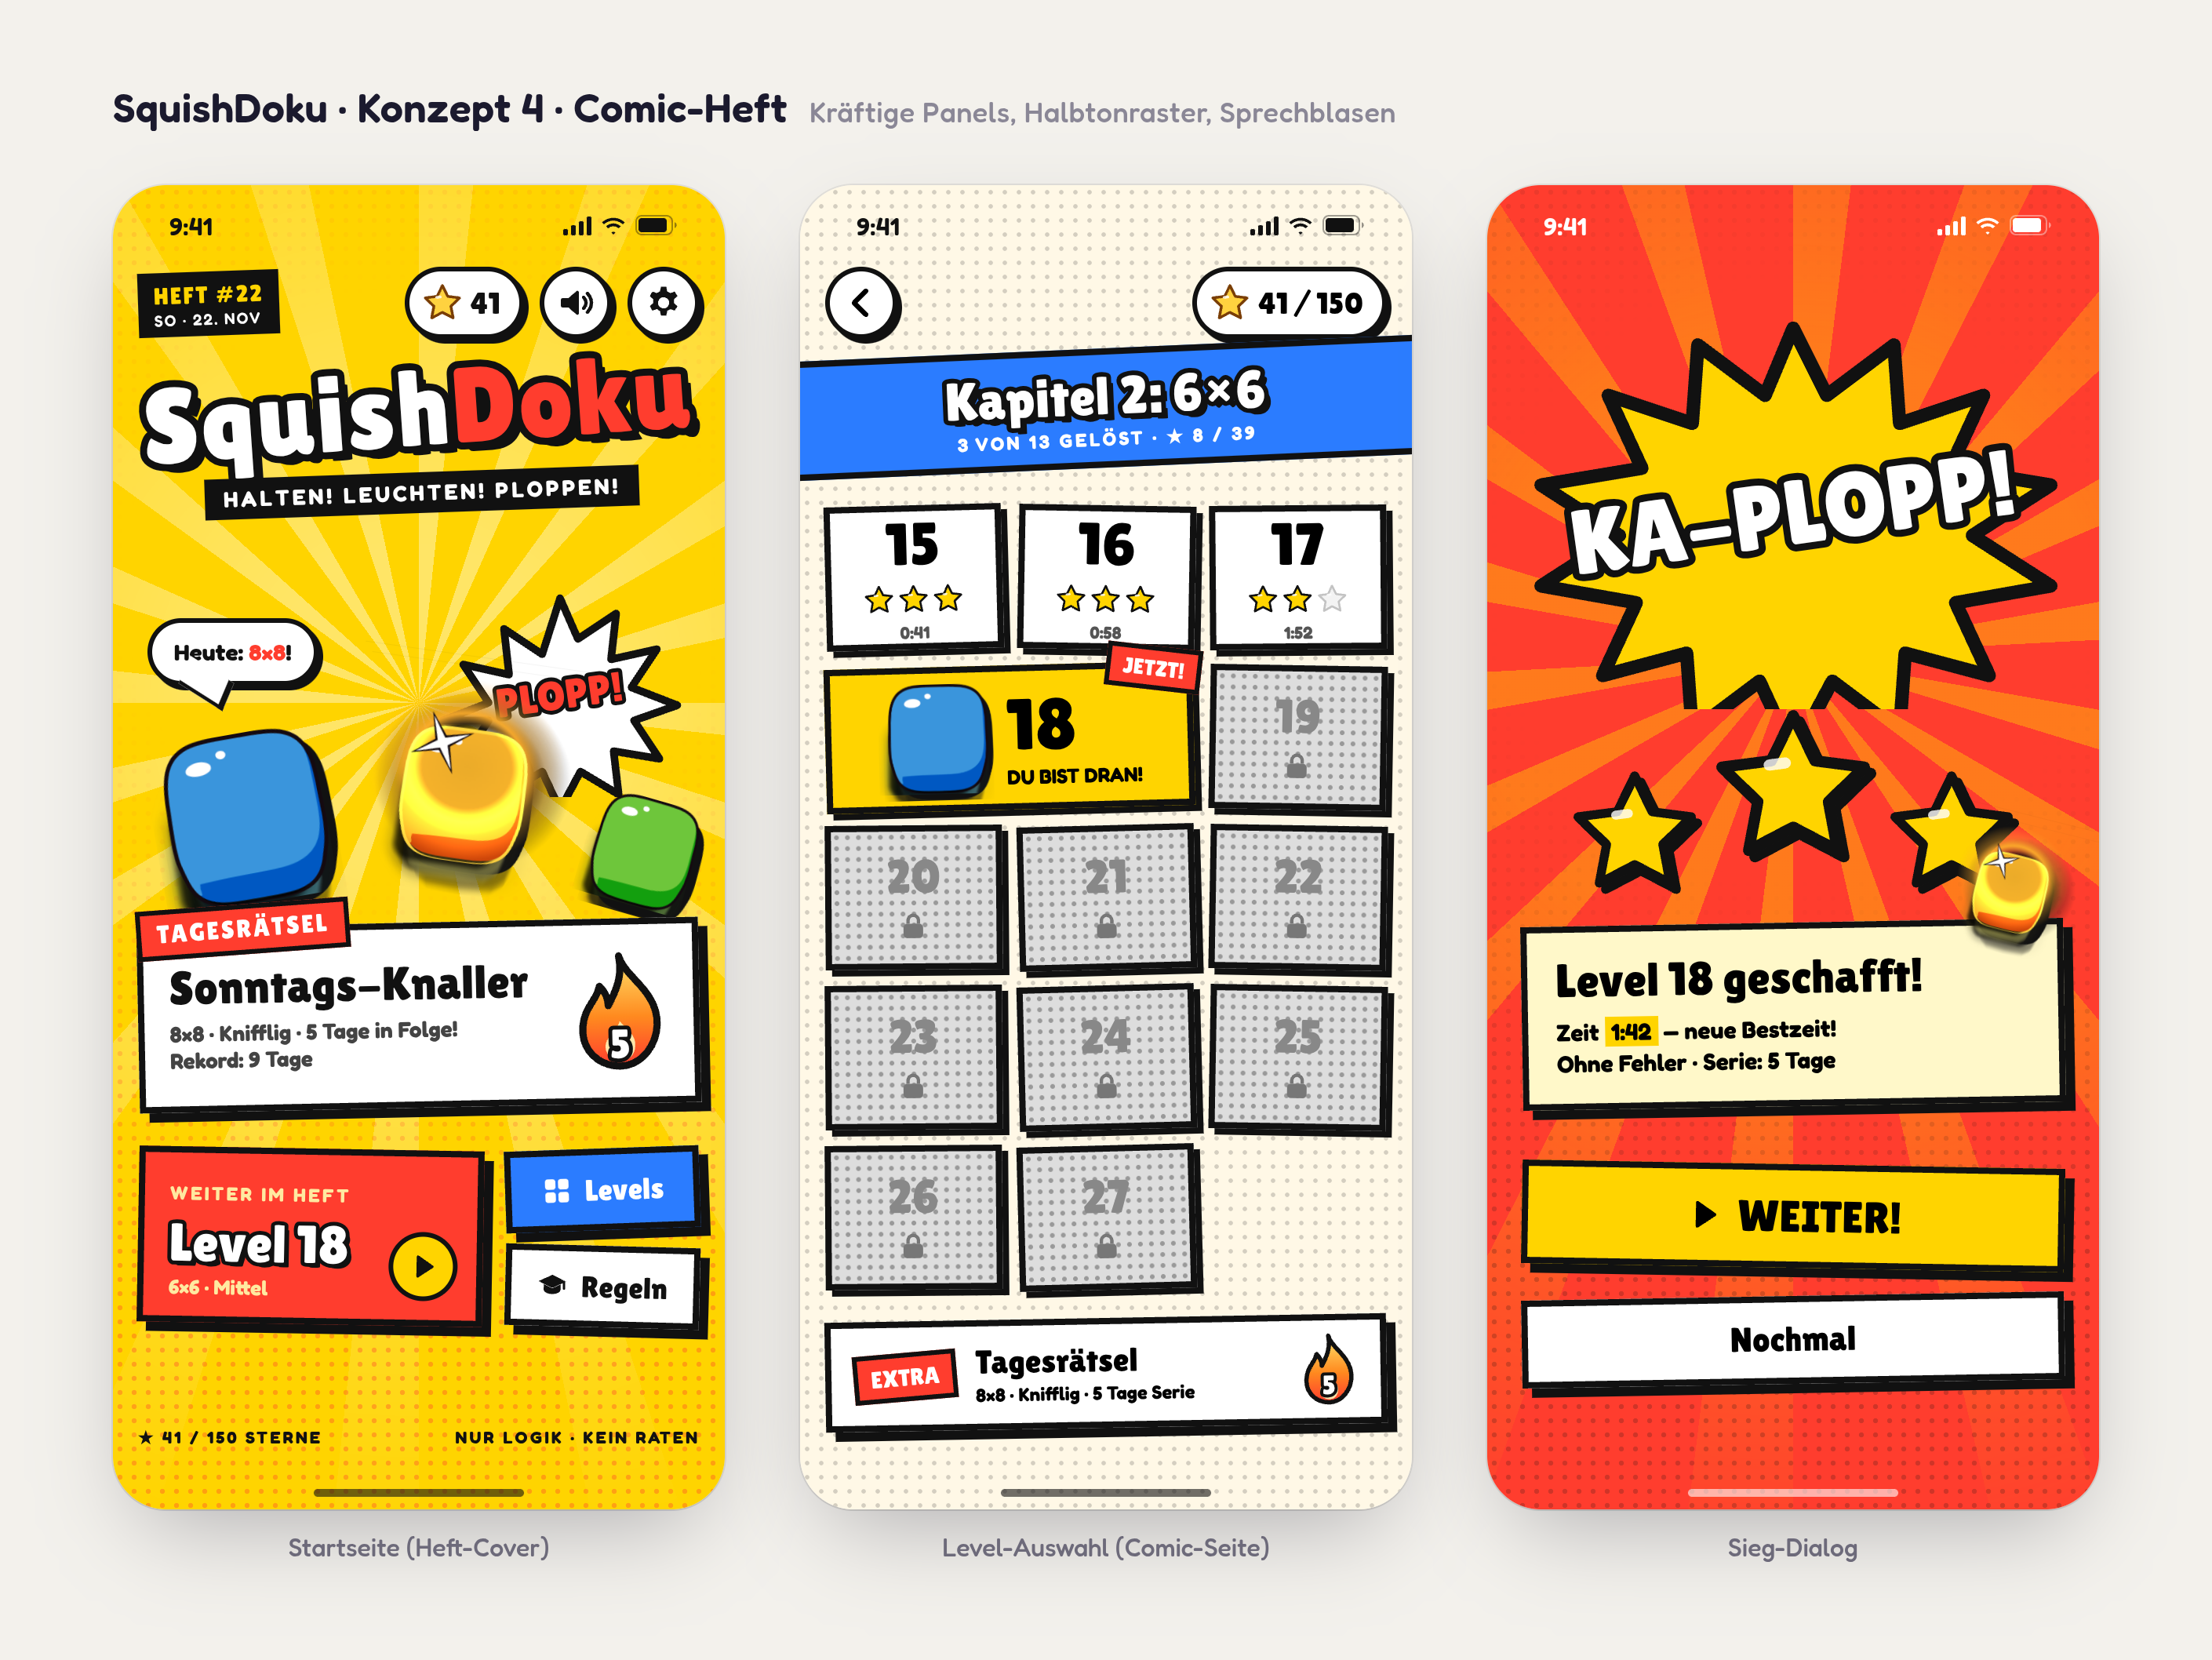 SquishDoku · Konzept 4 · Comic-Heft Kräftige Panels, Halbtonraster, Sprechblasen
9:41
HEFT #22
SO · 22. NOV
41
SquishDoku
HALTEN! LEUCHTEN! PLOPPEN!
Heute: 8x8!
PLOPP!
TAGESRÄTSEL
Sonntags–Knaller
8x8 · Knifflig · 5 Tage in Folge!
Rekord: 9 Tage
5
WEITER IM HEFT
Level 18
6x6 · Mittel
Levels
Regeln
★ 41 / 150 STERNE
NUR LOGIK · KEIN RATEN
Startseite (Heft-Cover)
9:41
41/150
Kapitel 2: 6×6
3 VON 13 GELÖST · ★ 8 / 39
15
0:41
16
0:58
17
1:52
JETZT!
18
DU BIST DRAN!
19
20
21
22
23
24
25
26
27
EXTRA
Tagesrätsel
8x8 · Knifflig · 5 Tage Serie
5
Level-Auswahl (Comic-Seite)
9:41
KA–PLOPP!
Level 18 geschafft!
Zeit 1:42 – neue Bestzeit!
Ohne Fehler · Serie: 5 Tage
WEITER!
Nochmal
Sieg-Dialog